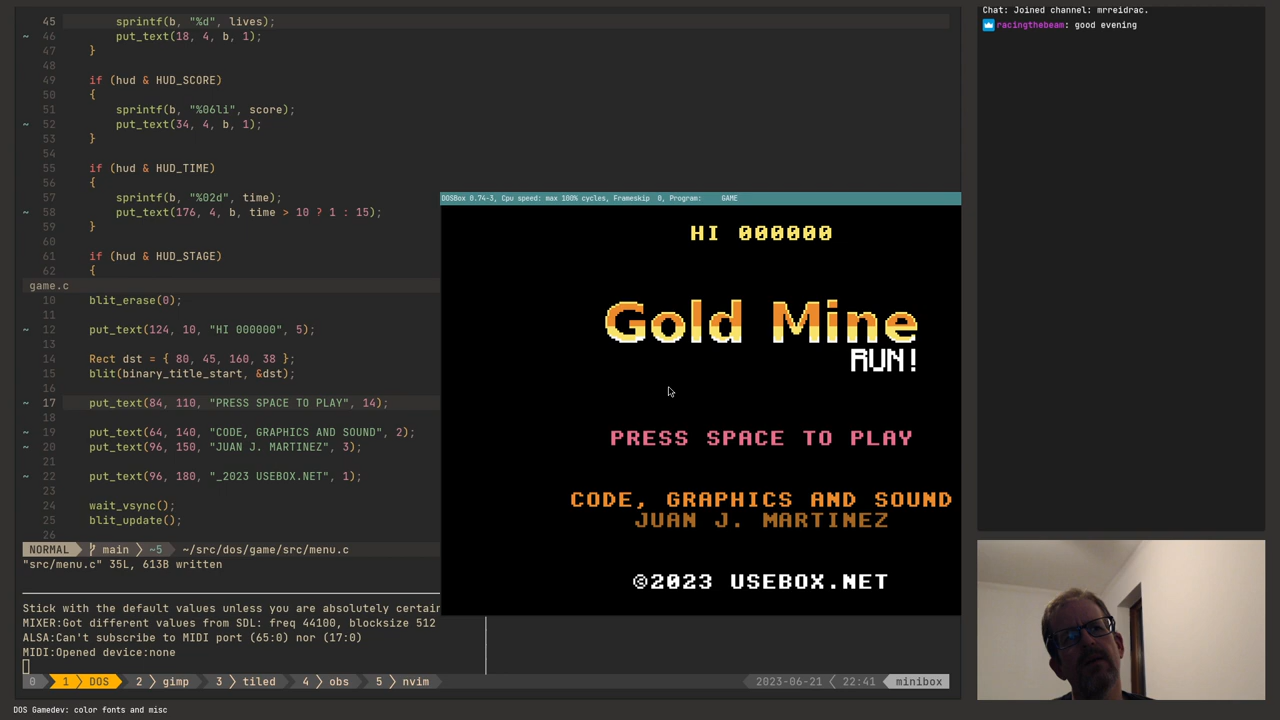 45 sprintf(b, "%d", lives);
~ 46 put_text(18, 4, b, 1);
47 }
48
49 if (hud & HUD_SCORE)
50 {
51 sprintf(b, "%06li", score);
~ 52 put_text(34, 4, b, 1);
53 }
54
55 if (hud & HUD_TIME)
56 {
57 sprintf(b, "%02d", time);
~ 58 put_text(176, 4, b, time > 10 ? 1 : 15);
59 }
60
61 if (hud & HUD_STAGE)
62 {
game.c
10 blit_erase(0);
11
~ 12 put_text(124, 10, "HI 000000", 5);
13
14 Rect dst = { 80, 45, 160, 38 };
15 blit(binary_title_start, &dst);
16
~ 17 put_text(84, 110, "PRESS SPACE TO PLAY", 14);
18
~ 19 put_text(64, 140, "CODE, GRAPHICS AND SOUND", 2);
~ 20 put_text(96, 150, "JUAN J. MARTINEZ", 3);
21
~ 22 put_text(96, 180, "_2023 USEBOX.NET", 1);
23
24 wait_vsync();
25 blit_update();
26
NORMAL main ~5 ~/src/dos/game/src/menu.c
"src/menu.c" 35L, 613B written
Stick with the default values unless you are absolutely certain
MIXER:Got different values from SDL: freq 44100, blocksize 512
ALSA:Can't subscribe to MIDI port (65:0) nor (17:0)
MIDI:Opened device:none
0 1 DOS 2 gimp 3 tiled 4 obs 5 nvim 2023-06-21 22:41 minibox
DOS Gamedev: color fonts and misc
DOSBox 0.74-3, Cpu speed: max 100% cycles, Frameskip 0, Program: GAME
HI 000000
Gold Mine
RUN!
PRESS SPACE TO PLAY
CODE, GRAPHICS AND SOUND
JUAN J. MARTINEZ
©2023 USEBOX.NET
Chat: Joined channel: mrreidrac.
racingthebeam: good evening